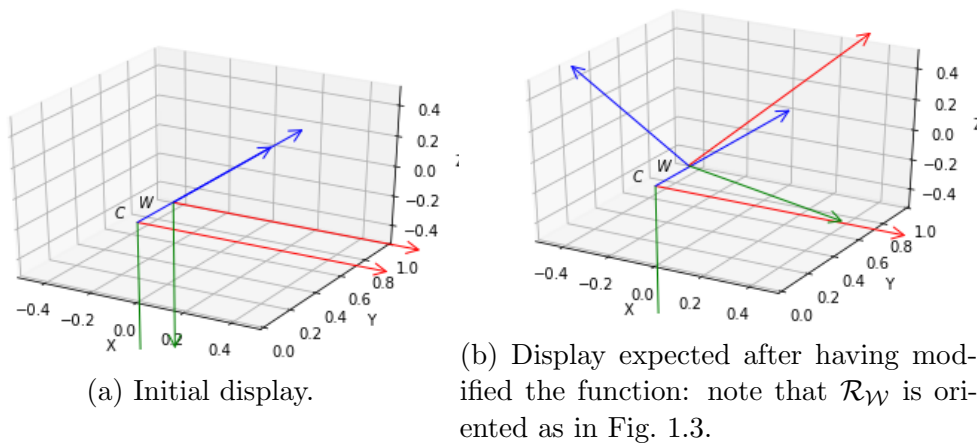 0.4
0.2
0.0
−0.2
−0.4
C
W
−0.4
−0.2
0.0
0.2
0.4
X
0.0
0.2
0.4
0.6
0.8
1.0
Y
(a) Initial display.
0.4
0.2
0.0
−0.2
−0.4
C
W
−0.4
−0.2
0.0
0.2
0.4
X
0.0
0.2
0.4
0.6
0.8
1.0
Y
(b) Display expected after having mod-
ified the function: note that 𝓡𝓦 is ori-
ented as in Fig. 1.3.